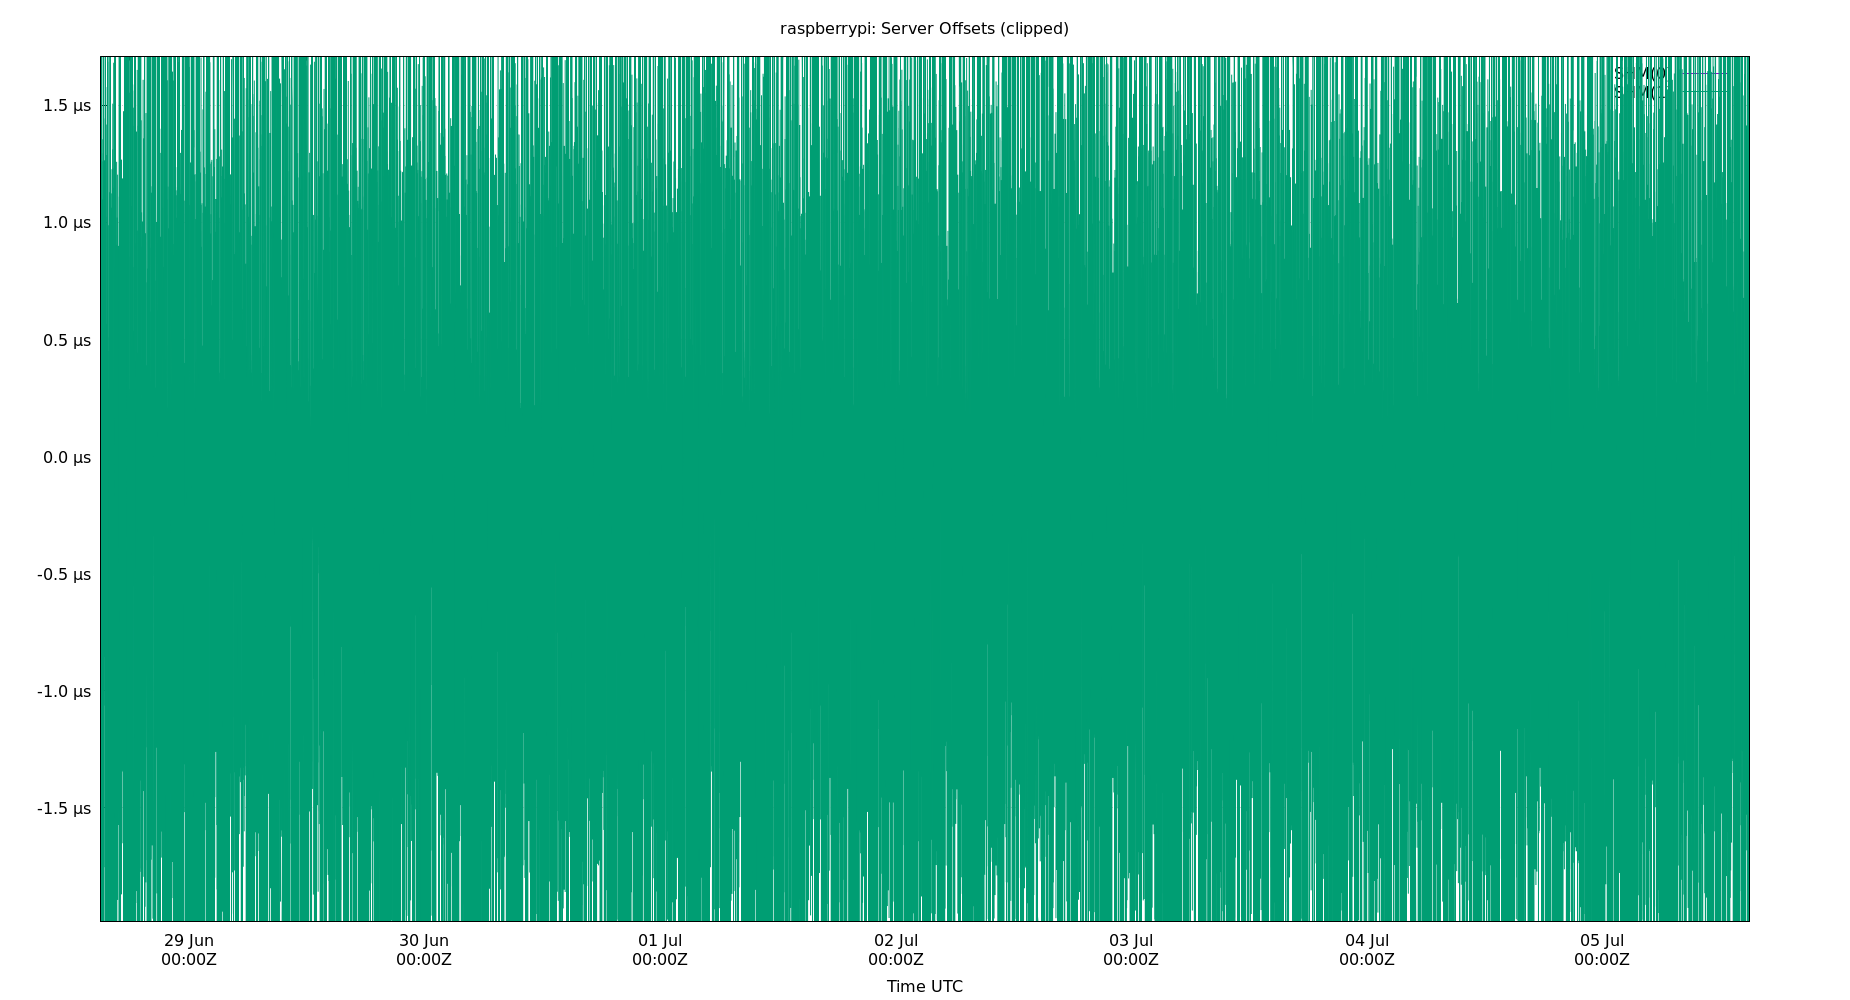 raspberrypi: Server Offsets (clipped)
1.5 µs
1.0 µs
0.5 µs
0.0 µs
-0.5 µs
-1.0 µs
-1.5 µs
29 Jun
00:00Z
30 Jun
00:00Z
01 Jul
00:00Z
02 Jul
00:00Z
03 Jul
00:00Z
04 Jul
00:00Z
05 Jul
00:00Z
Time UTC